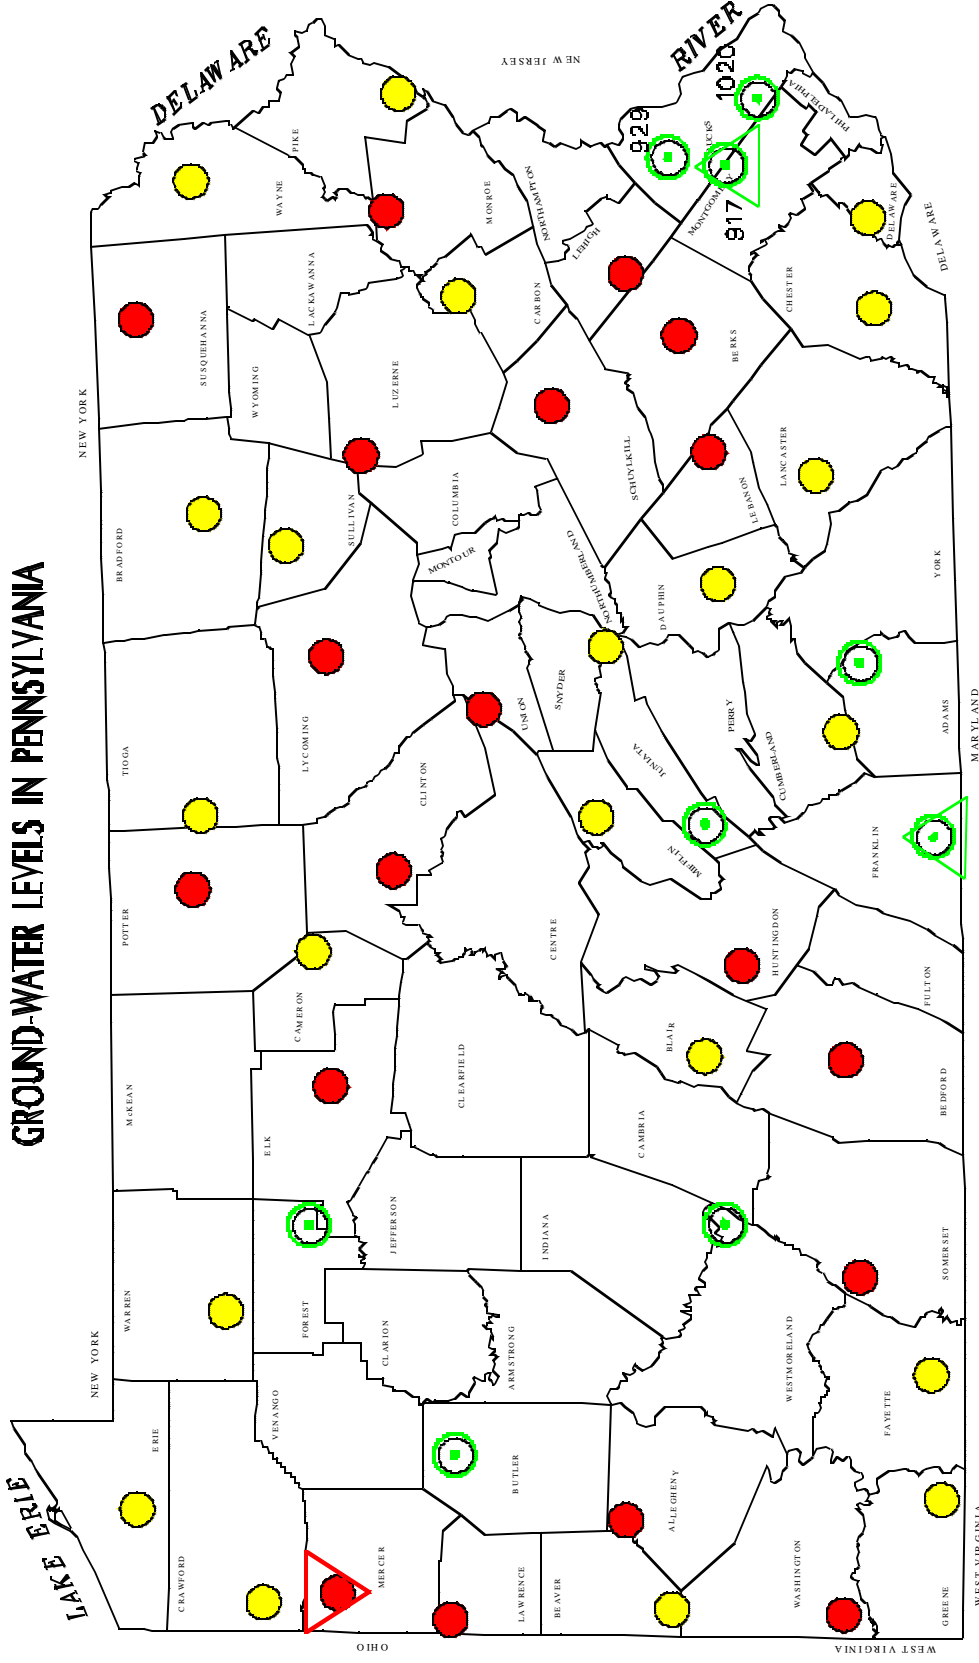 GROUND-WATER LEVELS IN PENNSYLVANIA
LAKE ERIE
NEW YORK
NEW YORK
DELAWARE
RIVER
NEW JERSEY
ERIE
WARREN
McKEAN
POTTER
TIOGA
BRADFORD
SUSQUEHANNA
WAYNE
PIKE
CRAWFORD
VENANGO
FOREST
ELK
CAMERON
LYCOMING
SULLIVAN
WYOMING
LACKAWANNA
MERCER
CLARION
JEFFERSON
CLEARFIELD
CLINTON
MONTOUR
COLUMBIA
LUZERNE
MONROE
LAWRENCE
BUTLER
ARMSTRONG
INDIANA
CENTRE
UNION
SNYDER
NORTHUMBERLAND
SCHUYLKILL
CARBON
NORTHAMPTON
LEHIGH
BEAVER
ALLEGHENY
CAMBRIA
BLAIR
MIFFLIN
JUNIATA
PERRY
DAUPHIN
LEBANON
BERKS
MONTGOM
UCKS
929
1020
917
WASHINGTON
WESTMORELAND
HUNTINGDON
CUMBERLAND
LANCASTER
CHESTER
PHILADELPHIA
DELAWARE
DELAWARE
GREENE
FAYETTE
SOMERSET
BEDFORD
FULTON
FRANKLIN
ADAMS
YORK
OHIO
WEST VIRGINIA
WEST VIRGINIA
MARYLAND